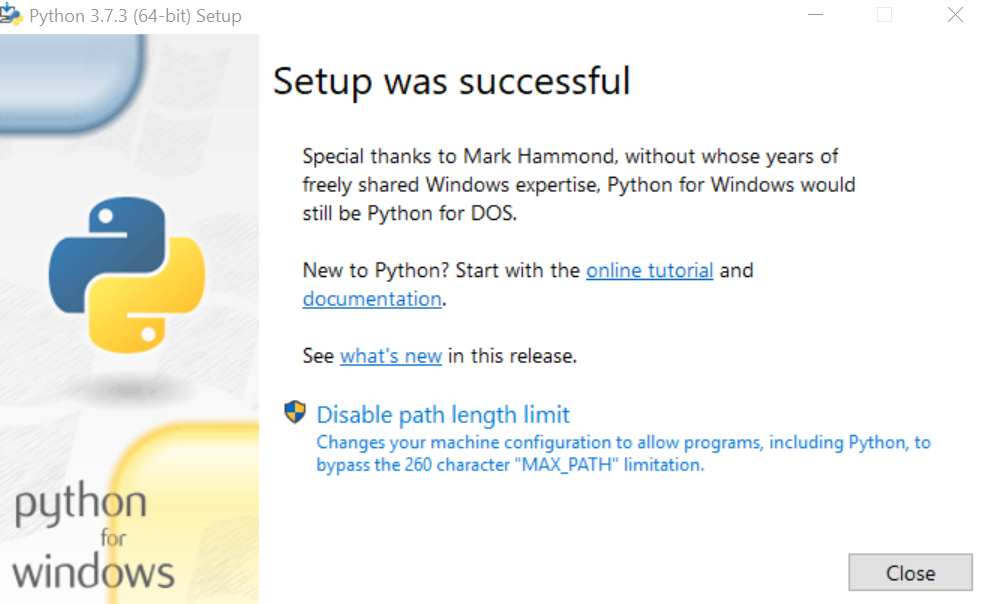 Python 3.7.3 (64-bit) Setup
Setup was successful
Special thanks to Mark Hammond, without whose years of
freely shared Windows expertise, Python for Windows would
still be Python for DOS.
New to Python? Start with the online tutorial and
documentation.
See what's new in this release.
Disable path length limit
Changes your machine configuration to allow programs, including Python, to
bypass the 260 character "MAX_PATH" limitation.
python
for
windows
Close